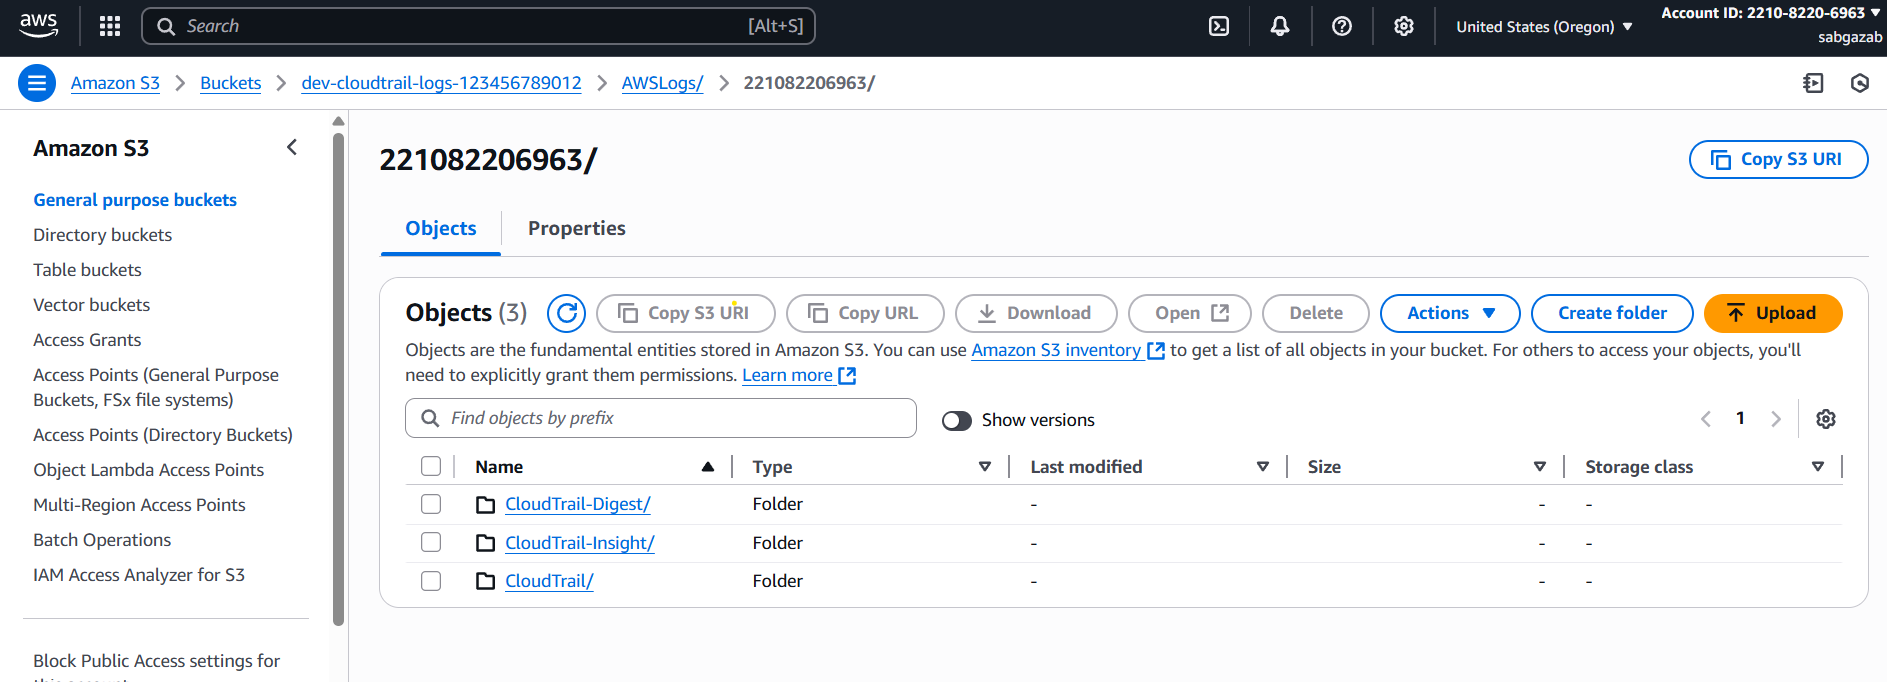 aws
Search [Alt+S]
United States (Oregon)
Account ID: 2210-8220-6963
sabgazab
Amazon S3
Buckets
dev-cloudtrail-logs-123456789012
AWSLogs/
221082206963/
Amazon S3
General purpose buckets
Directory buckets
Table buckets
Vector buckets
Access Grants
Access Points (General Purpose
Buckets, FSx file systems)
Access Points (Directory Buckets)
Object Lambda Access Points
Multi-Region Access Points
Batch Operations
IAM Access Analyzer for S3
Block Public Access settings for
221082206963/
Copy S3 URI
Objects
Properties
Objects (3)
Copy S3 URI
Copy URL
Download
Open
Delete
Actions
Create folder
Upload
Objects are the fundamental entities stored in Amazon S3. You can use Amazon S3 inventory to get a list of all objects in your bucket. For others to access your objects, you'll
need to explicitly grant them permissions. Learn more
Find objects by prefix
Show versions
1
Name Type Last modified Size Storage class
CloudTrail-Digest/ Folder - - -
CloudTrail-Insight/ Folder - - -
CloudTrail/ Folder - - -